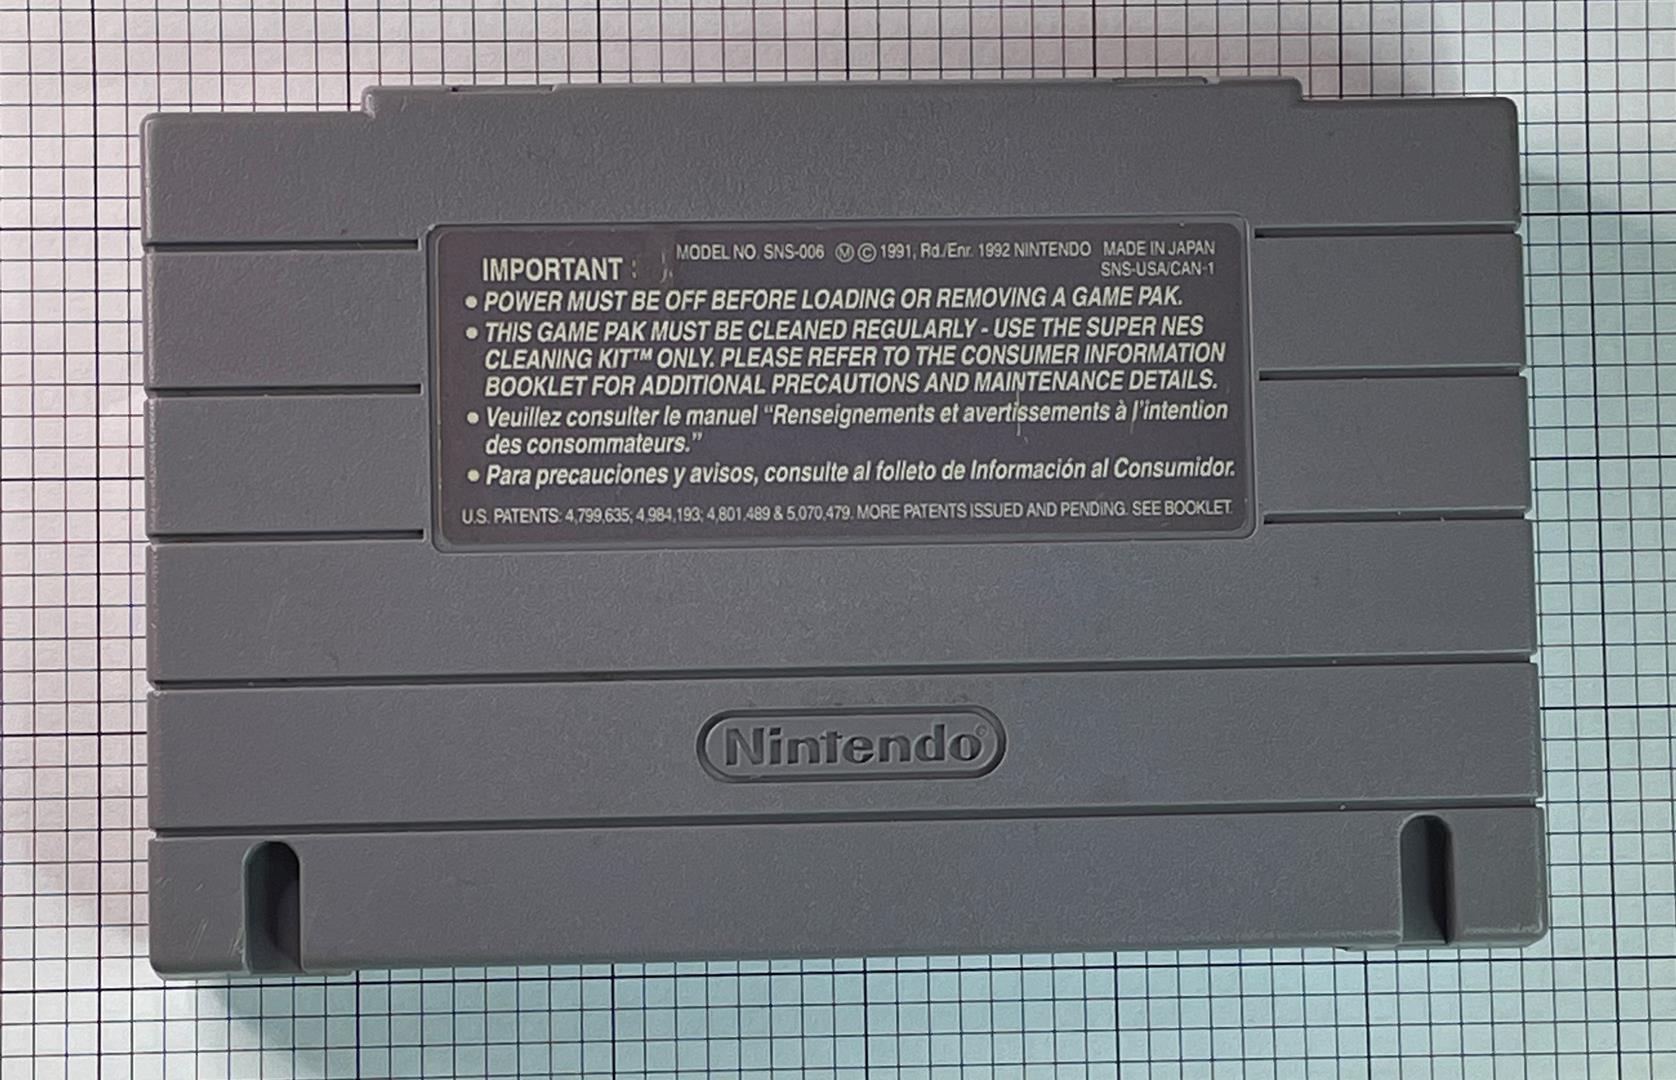 MODEL NO. SNS-006 Ⓜ © 1991, Rd./Enr. 1992 NINTENDO MADE IN JAPAN
IMPORTANT :
SNS-USA/CAN-1
● POWER MUST BE OFF BEFORE LOADING OR REMOVING A GAME PAK.
● THIS GAME PAK MUST BE CLEANED REGULARLY - USE THE SUPER NES
CLEANING KIT™ ONLY. PLEASE REFER TO THE CONSUMER INFORMATION
BOOKLET FOR ADDITIONAL PRECAUTIONS AND MAINTENANCE DETAILS.
● Veuillez consulter le manuel “Renseignements et avertissements à l'intention
des consommateurs.”
● Para precauciones y avisos, consulte al folleto de Información al Consumidor.
U.S. PATENTS: 4,799,635; 4,984,193; 4,801,489 & 5,070,479. MORE PATENTS ISSUED AND PENDING. SEE BOOKLET.
Nintendo®